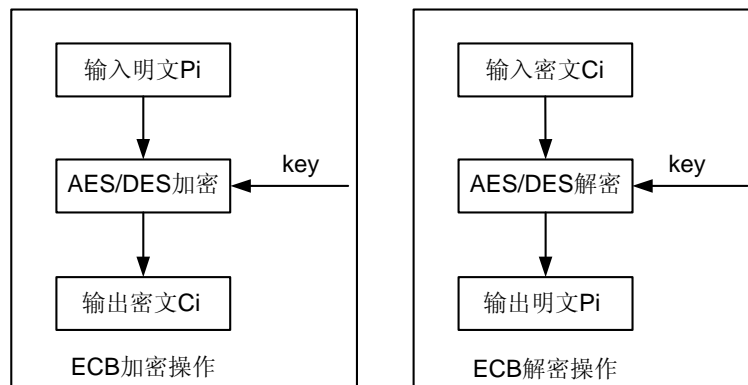 输入明文Pi
AES/DES加密
key
输出密文Ci
ECB加密操作
输入密文Ci
AES/DES解密
key
输出明文Pi
ECB解密操作